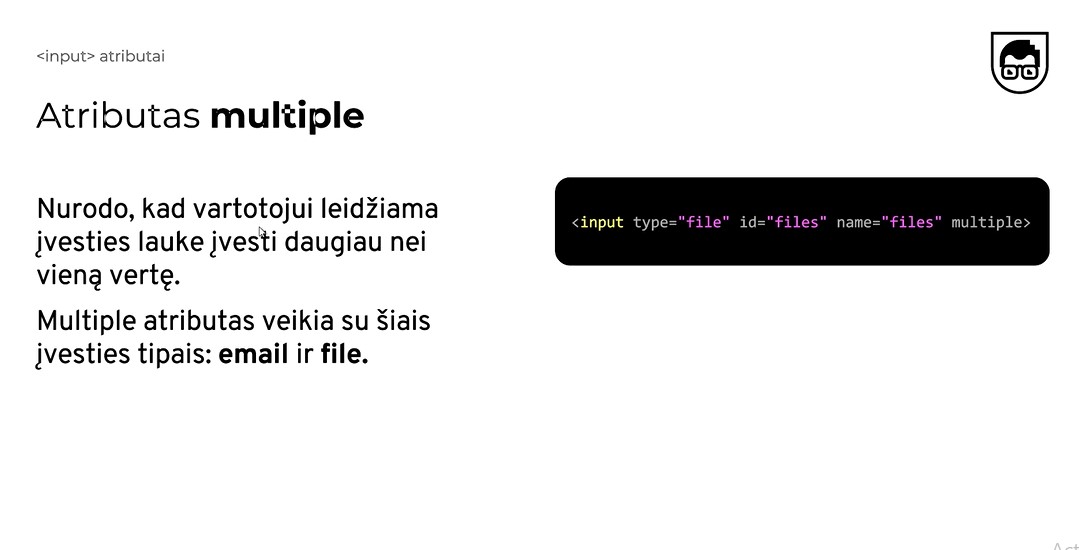 <input> atributai
Atributas multiple
Nurodo, kad vartotojui leidžiama
įvesties lauke įvesti daugiau nei
vieną vertę.
Multiple atributas veikia su šiais
įvesties tipais: email ir file.
<input type="file" id="files" name="files" multiple>